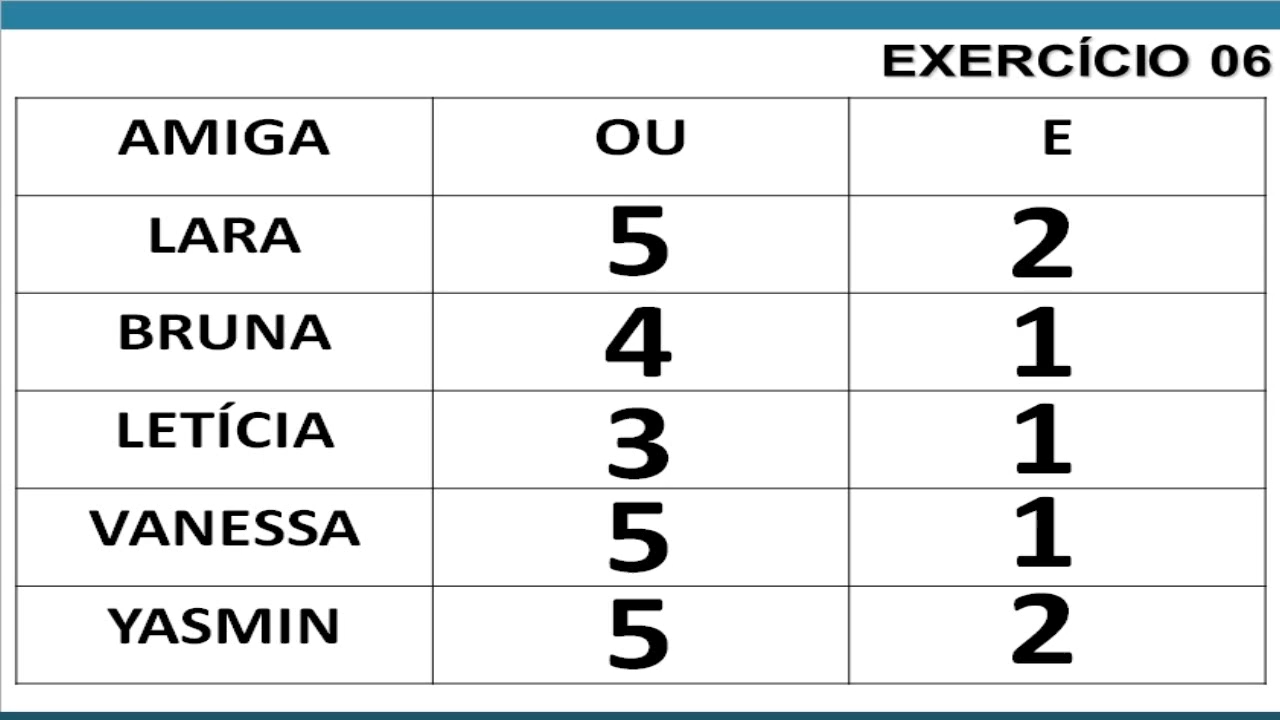 EXERCÍCIO 06
AMIGA OU E
LARA 5 2
BRUNA 4 1
LETÍCIA 3 1
VANESSA 5 1
YASMIN 5 2